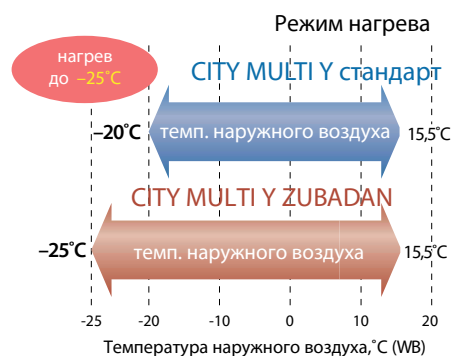 Режим нагрева
нагрев
до –25˚C
CITY MULTI Y стандарт
–20˚C
темп. наружного воздуха
15,5˚C
CITY MULTI Y ZUBADAN
–25˚C
темп. наружного воздуха
15,5˚C
-25 -20 -10 0 10 20
Температура наружного воздуха,˚C (WB)